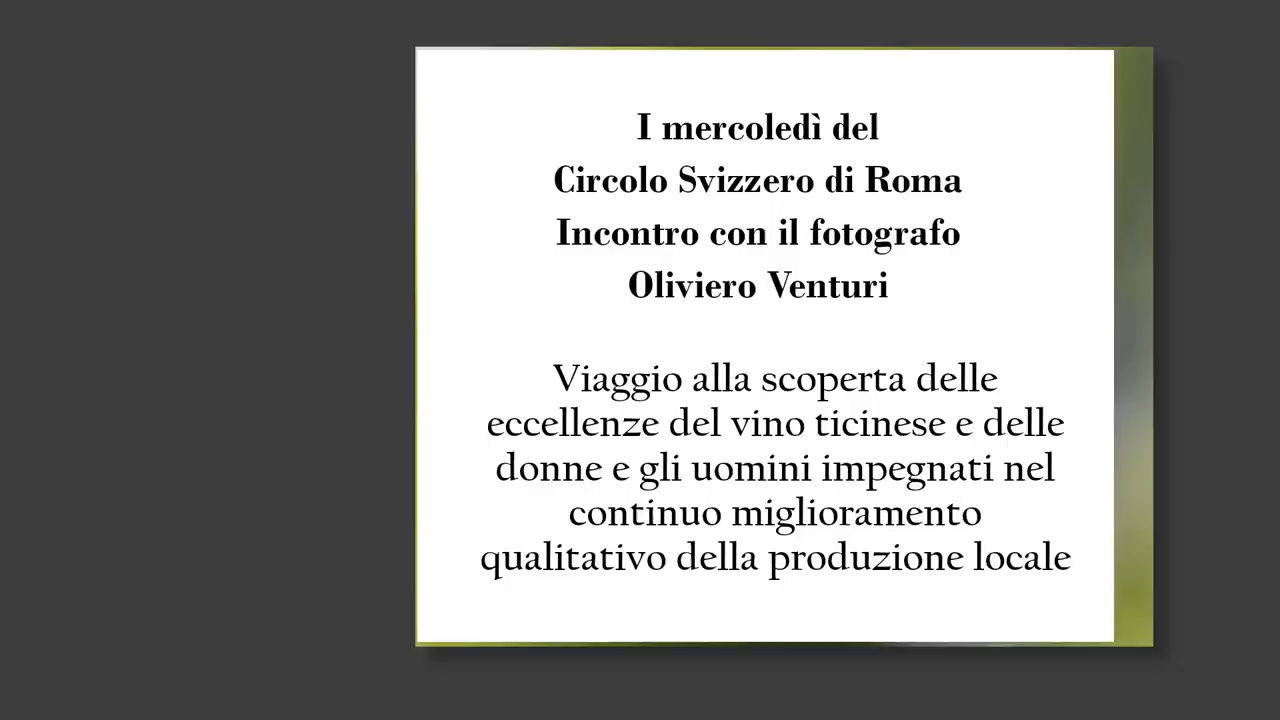 I mercoledì del
Circolo Svizzero di Roma
Incontro con il fotografo
Oliviero Venturi
Viaggio alla scoperta delle
eccellenze del vino ticinese e delle
donne e gli uomini impegnati nel
continuo miglioramento
qualitativo della produzione locale